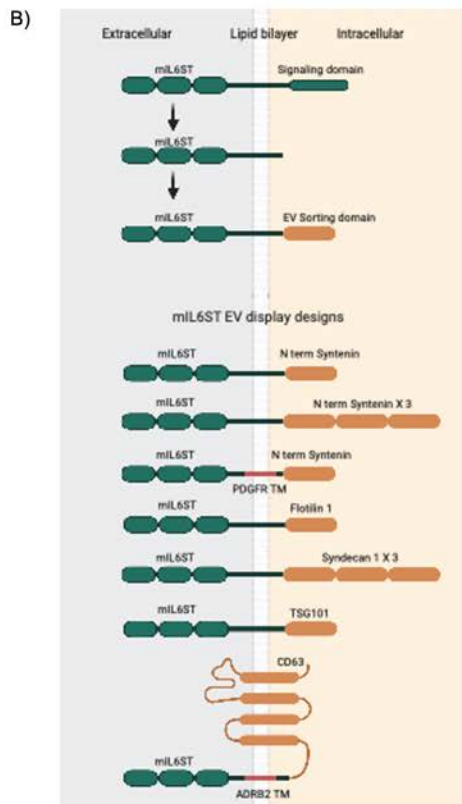 B)
Extracellular Lipid bilayer Intracellular
mIL6ST Signaling domain
mIL6ST
mIL6ST EV Sorting domain
mIL6ST EV display designs
mIL6ST N term Syntenin
mIL6ST N term Syntenin X 3
mIL6ST N term Syntenin
PDGFR TM
mIL6ST Flotilin 1
mIL6ST Syndecan 1 X 3
mIL6ST TSG101
CD63
mIL6ST
ADRB2 TM